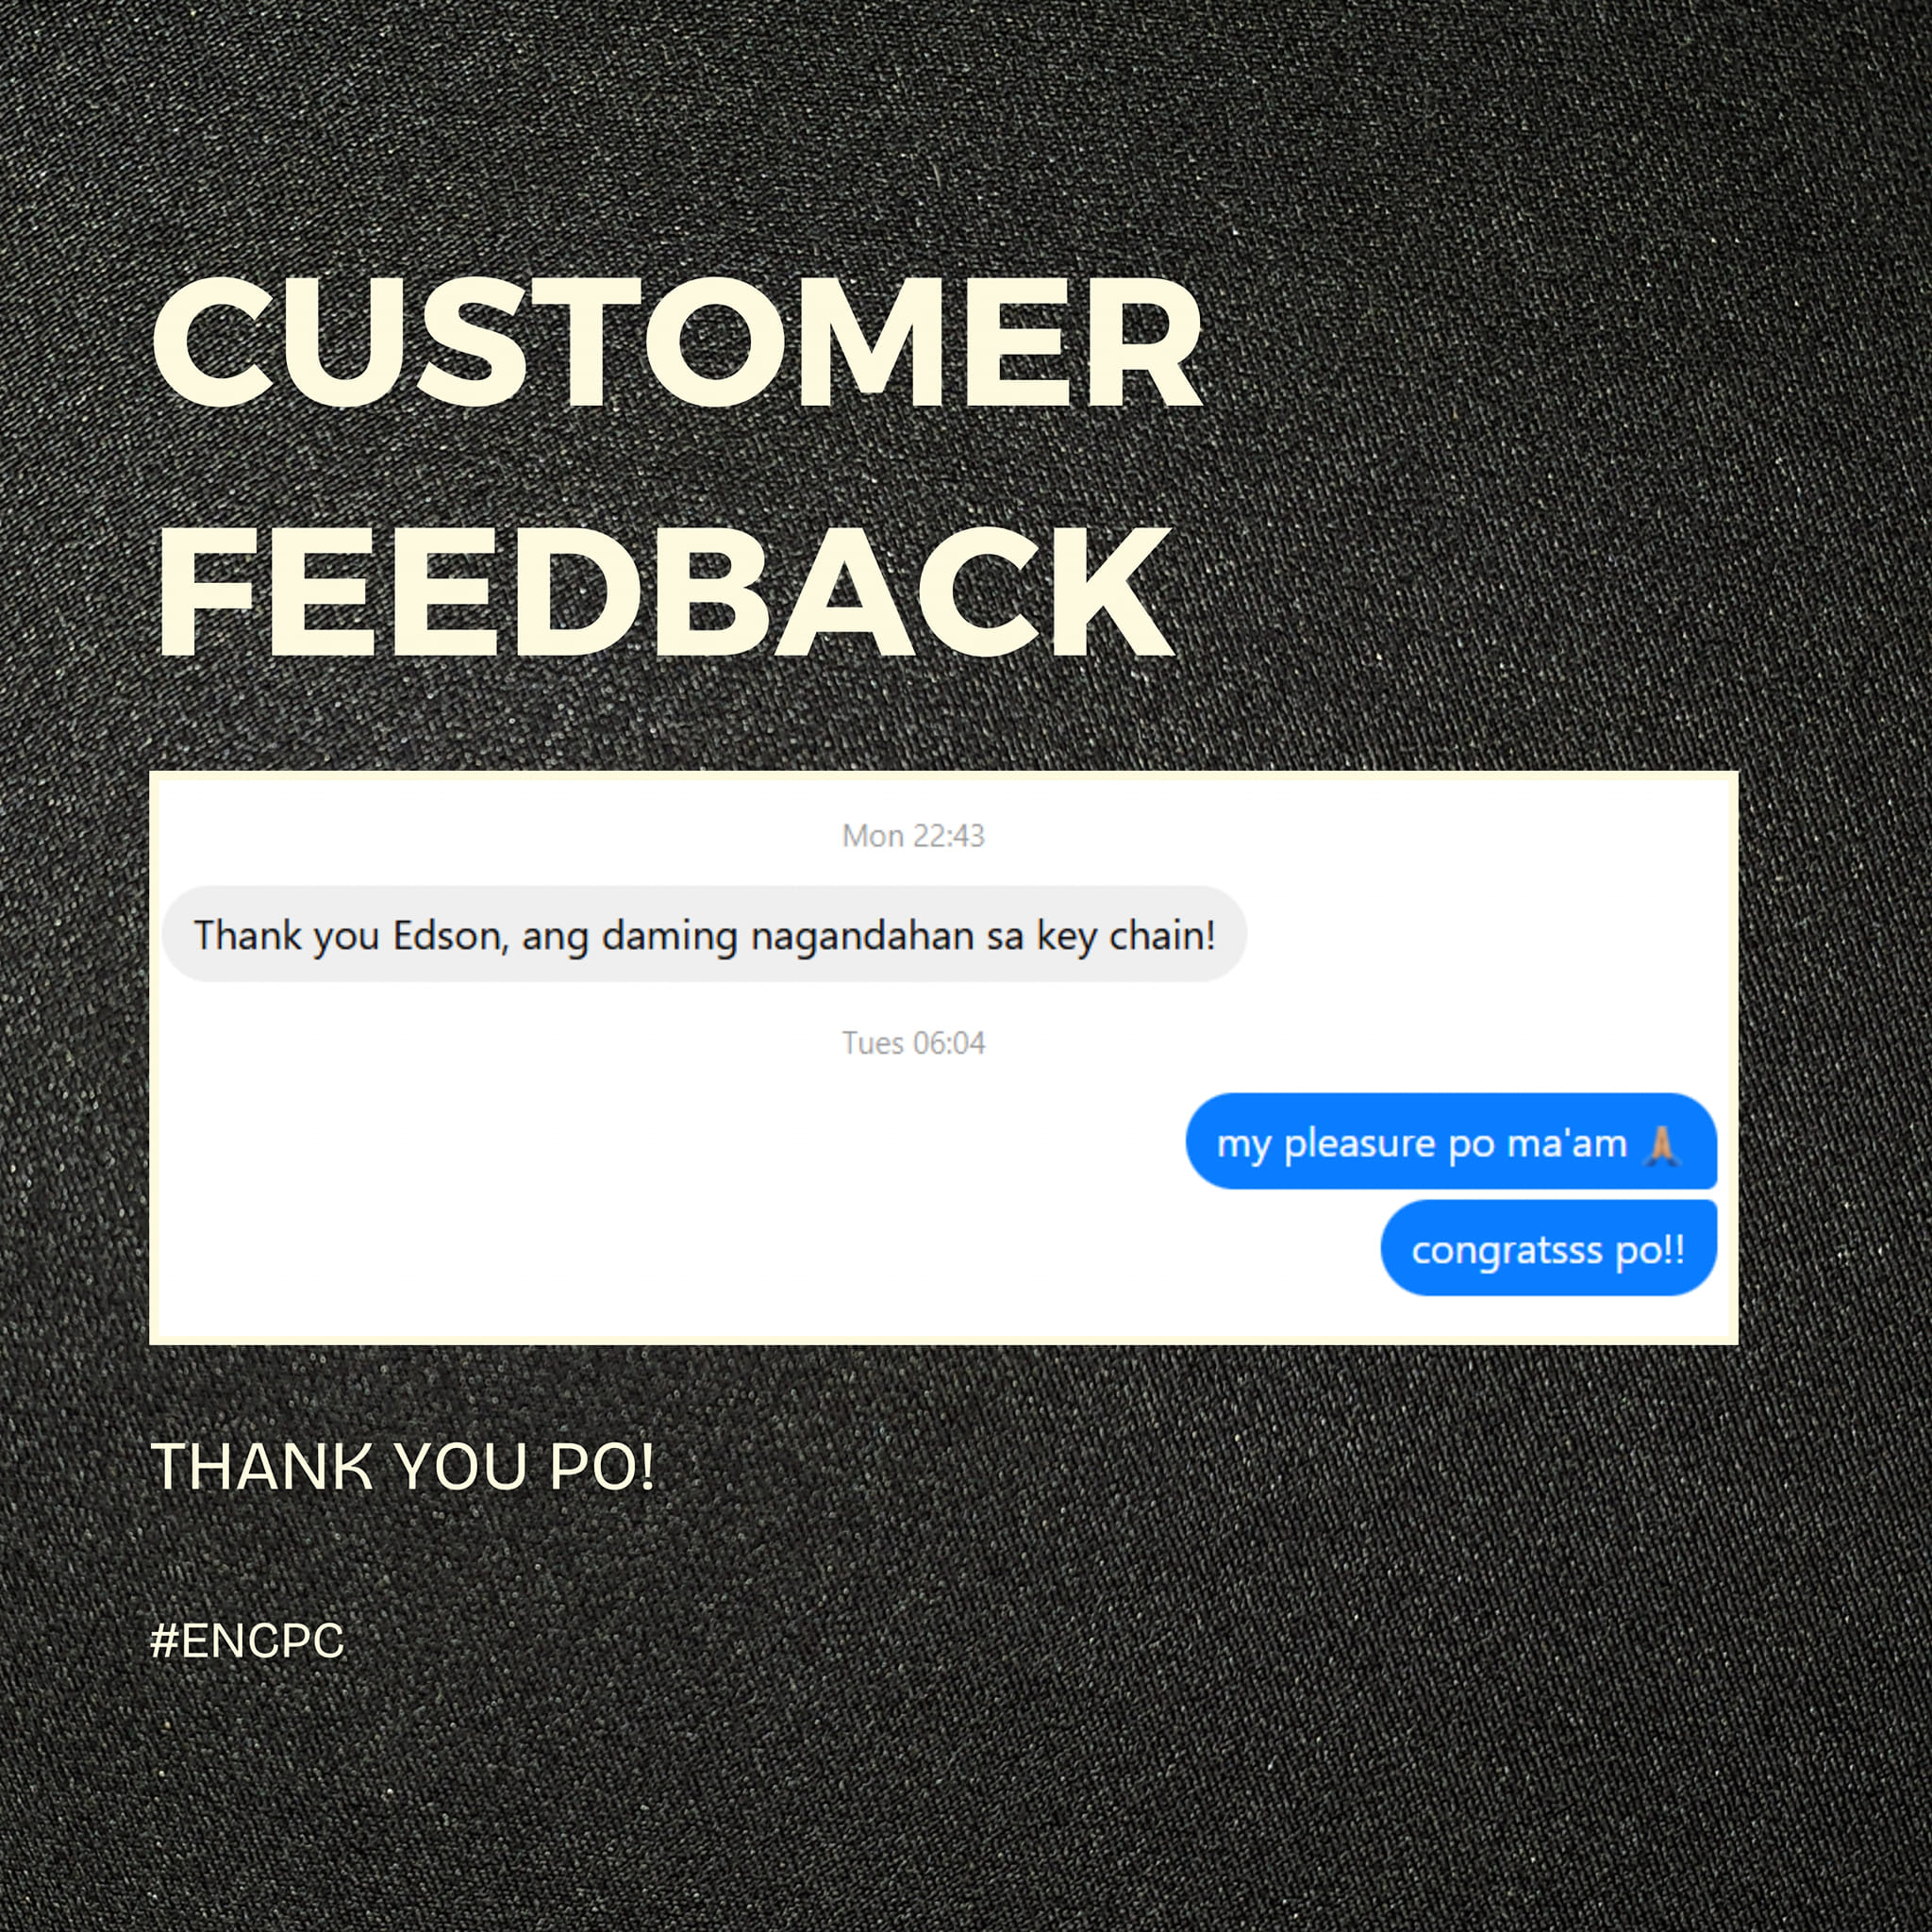 CUSTOMER
FEEDBACK
Mon 22:43
Thank you Edson, ang daming nagandahan sa key chain!
Tues 06:04
my pleasure po ma'am 🙏🏽
congratsss po!!
THANK YOU PO!
#ENCPC